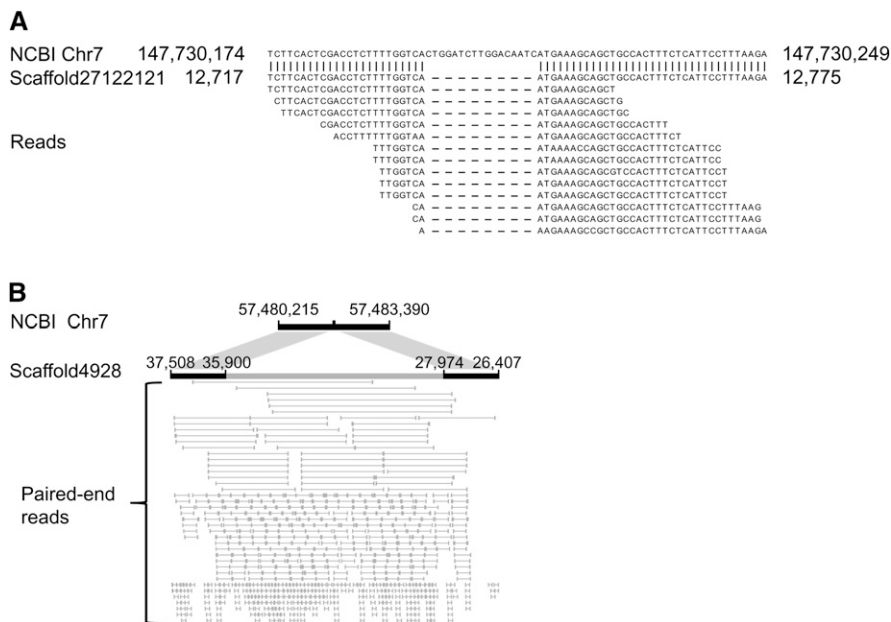 A
NCBI Chr7 147,730,174 TCTTCACTCGACCTCTTTTGGTCACTGGATCTTGGACAATCATGAAAGCAGCTGCCACTTTCTCATTCCTTTAAGA 147,730,249
Scaffold27122121 12,717 TCTTCACTCGACCTCTTTTGGTCA – – – – – – – – – ATGAAAGCAGCTGCCACTTTCTCATTCCTTTAAGA 12,775
Reads
TCTTCACTCGACCTCTTTTGGTCA – – – – – – – – – ATGAAAGCAGCT
CTTCACTCGACCTCTTTTGGTCA – – – – – – – – – ATGAAAGCAGCTG
TTCACTCGACCTCTTTTGGTCA – – – – – – – – – ATGAAAGCAGCTGC
CGACCTCTTTTGGTCA – – – – – – – – – ATGAAAGCAGCTGCCACTTT
ACCTTTTTTGGTAA – – – – – – – – – ATGAAAGCAGCTGCCACTTTCT
TTTGGTCA – – – – – – – – – ATAAAACCAGCTGCCACTTTCTCATTCC
TTTGGTCA – – – – – – – – – ATAAAACCAGCTGCCACTTTCTCATTCC
TTGGTCA – – – – – – – – – ATGAAAGCAGCGTCCACTTTCTCATTCCT
TTGGTCA – – – – – – – – – ATGAAAGCAGCTGCCACTTTCTCATTCCT
TTGGTCA – – – – – – – – – ATGAAAGCAGCTGCCACTTTCTCATTCCT
CA – – – – – – – – – ATGAAAGCAGCTGCCACTTTCTCATTCCTTTAAG
CA – – – – – – – – – ATGAAAGCAGCTGCCACTTTCTCATTCCTTTAAG
A – – – – – – – – – AAGAAAGCCGCTGCCACTTTCTCATTCCTTTAAGA
B
57,480,215 57,483,390
NCBI Chr7
37,508 35,900 27,974 26,407
Scaffold4928
Paired-end
reads